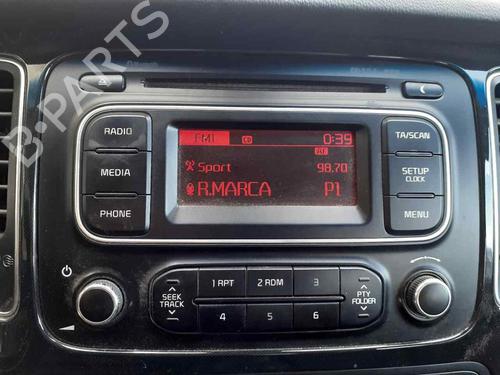 B-PARTS
RADIO
MEDIA
PHONE
FM1 0:39
AF
Sport 98.70
R.MARCA P1
TA/SCAN
SETUP
CLOCK
MENU
SEEK
TRACK
1 RPT 2 RDM 3
4 5 6
PTY
FOLDER